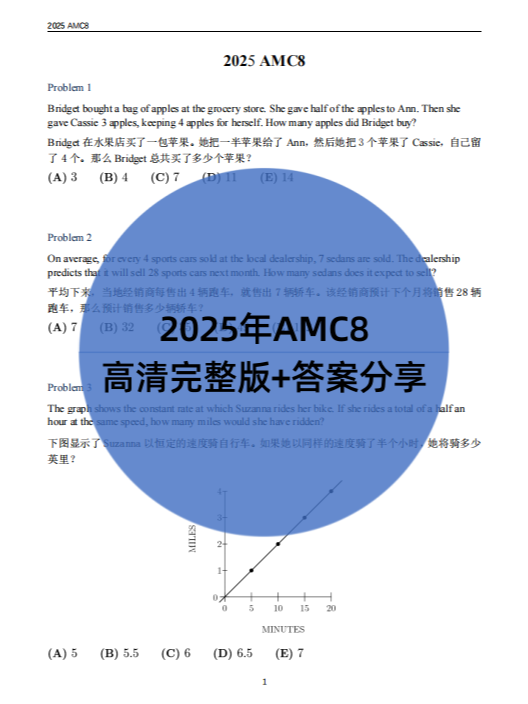 2025 AMC8
2025 AMC8
Problem 1
Bridget bought a bag of apples at the grocery store. She gave half of the apples to Ann. Then she
gave Cassie 3 apples, keeping 4 apples for herself. How many apples did Bridget buy?
Bridget 在水果店买了一包苹果。她把一半苹果给了 Ann，然后她把 3 个苹果了 Cassie，自己留
了 4 个。那么 Bridget 总共买了多少个苹果？
(A) 3 (B) 4 (C) 7 (D) 11 (E) 14
Problem 2
On average, for every 4 sports cars sold at the local dealership, 7 sedans are sold. The dealership
predicts that it will sell 28 sports cars next month. How many sedans does it expect to sell?
平均下来，当地经销商每售出 4 辆跑车，就售出 7 辆轿车。该经销商预计下个月将销售 28 辆
跑车，那么预计销售多少辆轿车？
(A) 7 (B) 32
2025年AMC8
高清完整版+答案分享
Problem 3
The graph shows the constant rate at which Suzanna rides her bike. If she rides a total of a half an
hour at the same speed, how many miles would she have ridden?
下图显示了 Suzanna 以恒定的速度骑自行车。如果她以同样的速度骑了半个小时，她将骑多少
英里？
4
3
2
1
0
MILES
0 5 10 15 20
MINUTES
(A) 5 (B) 5.5 (C) 6 (D) 6.5 (E) 7
1